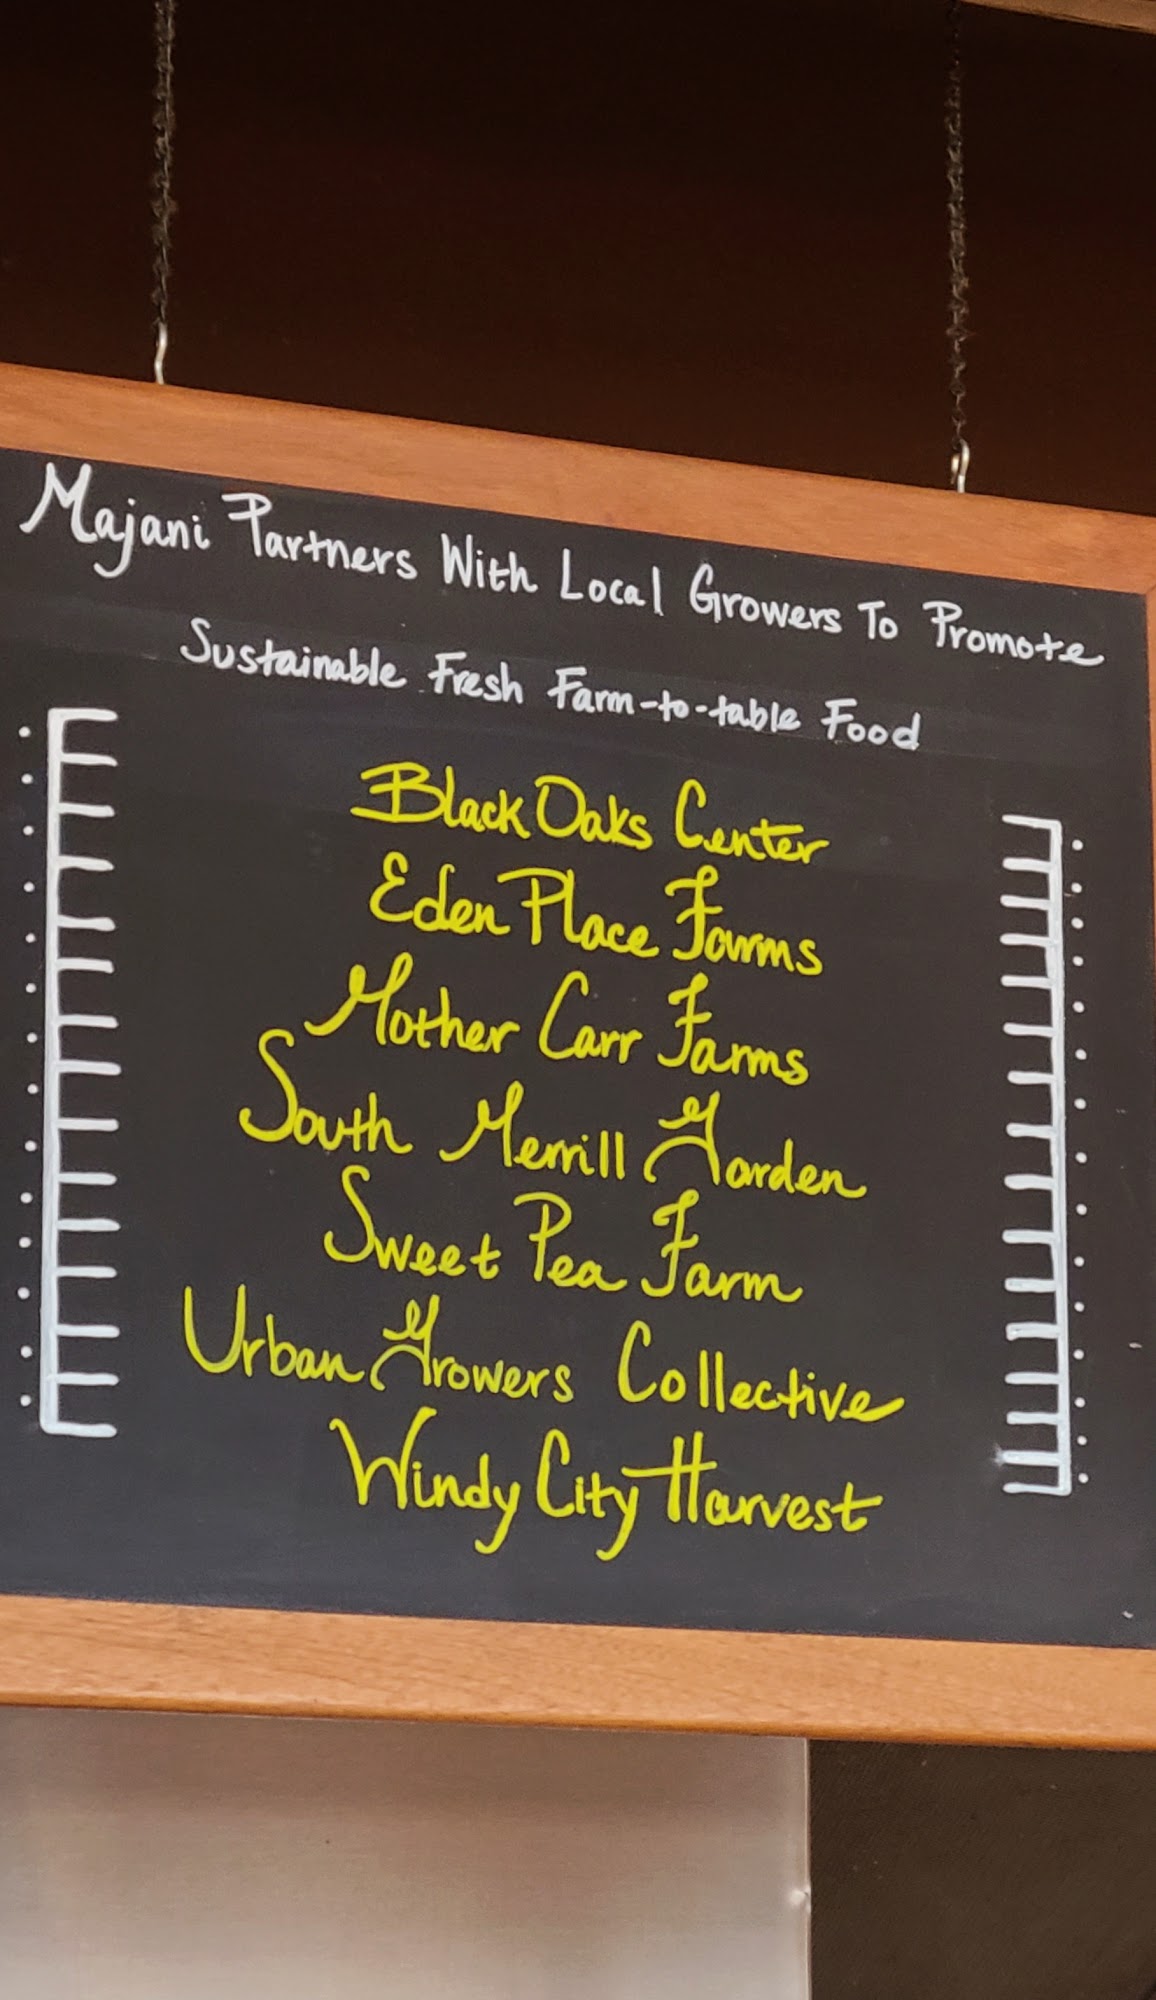 Majani Partners With Local Growers To Promote
Sustainable Fresh Farm-to-table Food
Black Oaks Center
Eden Place Farms
Mother Carr Farms
South Merrill Garden
Sweet Pea Farm
Urban Growers Collective
Windy City Harvest